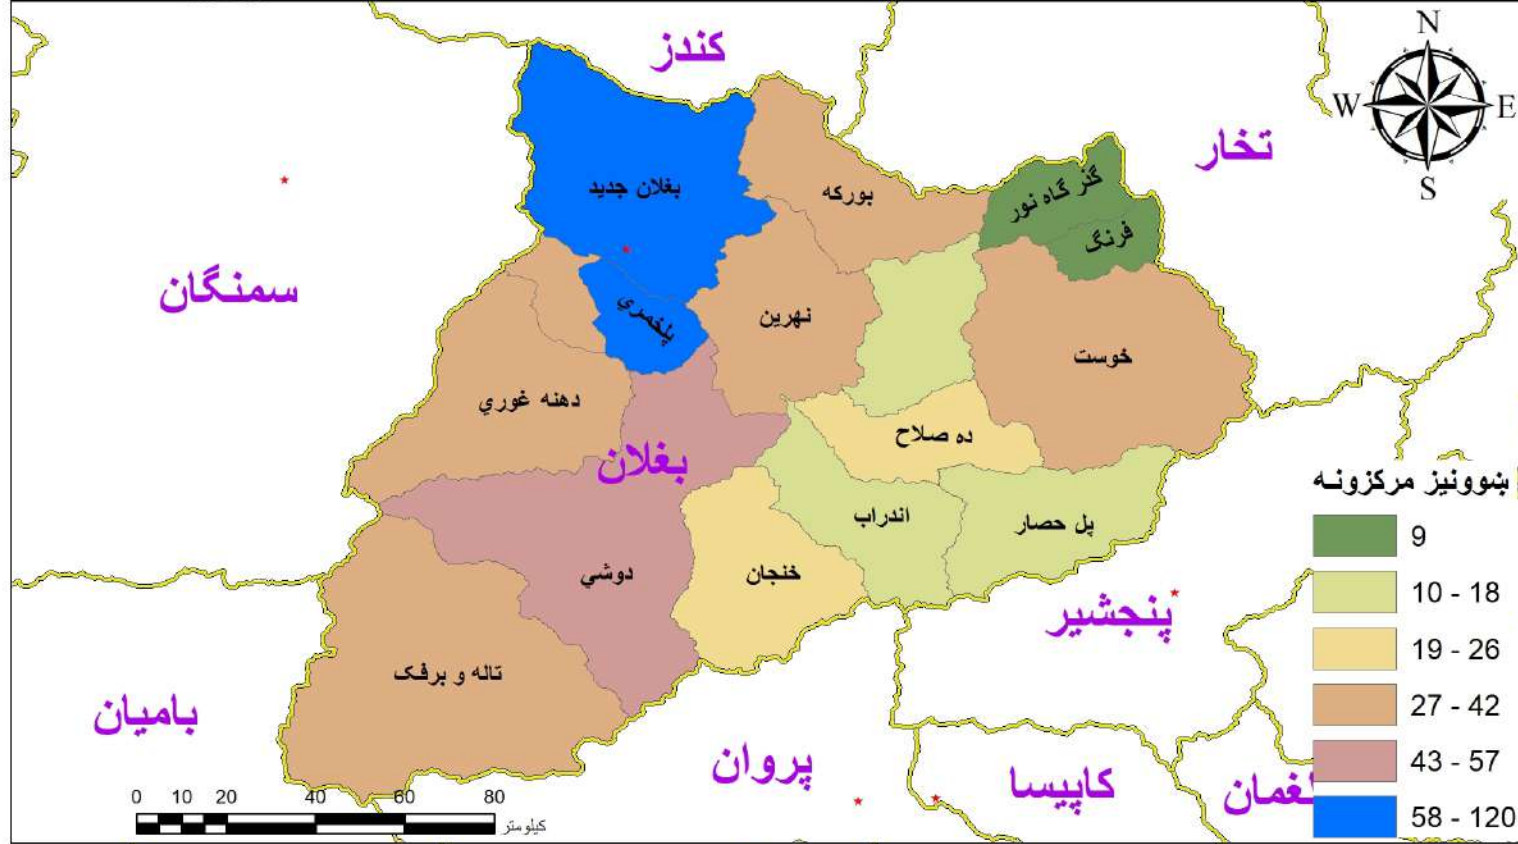 N
کندز
W
E
تخار
S
گذر گاه نور
بغلان جدید
بورکه
فرنگ
سمنگان
پلخمري
نهرین
خوست
دهنه غوري
ده صلاح
بغلان
ښوونیز مرکزونه
اندراب
پل حصار
9
دوشي
خنجان
10 - 18
پنجشیر
19 - 26
تاله و برفک
27 - 42
بامیان
پروان
43 - 57
کاپیسا
لغمان
0 10 20 40 60 80
58 - 120
کیلومتر